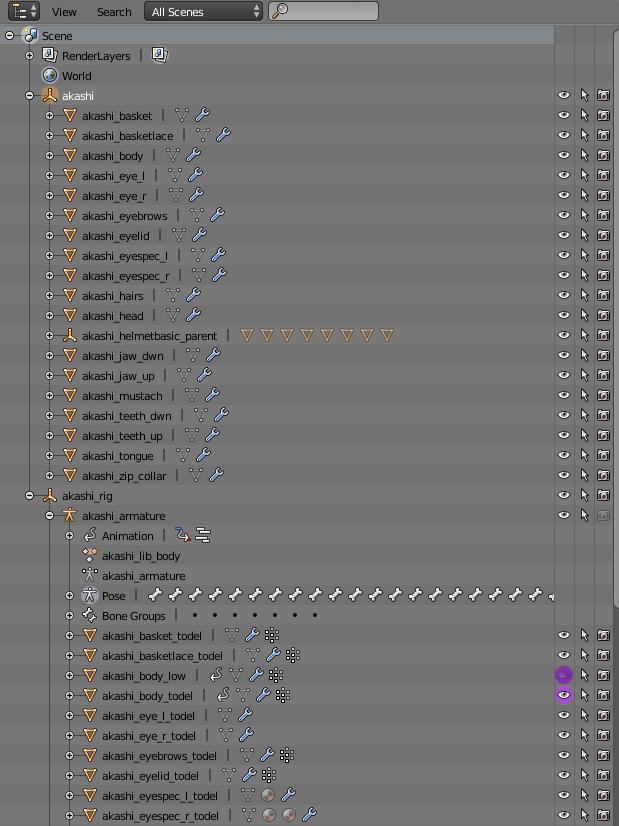 View Search All Scenes
Scene
RenderLayers
World
akashi
akashi_basket
akashi_basketlace
akashi_body
akashi_eye_l
akashi_eye_r
akashi_eyebrows
akashi_eyelid
akashi_eyespec_l
akashi_eyespec_r
akashi_hairs
akashi_head
akashi_helmetbasic_parent
akashi_jaw_dwn
akashi_jaw_up
akashi_mustach
akashi_teeth_dwn
akashi_teeth_up
akashi_tongue
akashi_zip_collar
akashi_rig
akashi_armature
Animation
akashi_lib_body
akashi_armature
Pose
Bone Groups
akashi_basket_todel
akashi_basketlace_todel
akashi_body_low
akashi_body_todel
akashi_eye_l_todel
akashi_eye_r_todel
akashi_eyebrows_todel
akashi_eyelid_todel
akashi_eyespec_l_todel
akashi_eyespec_r_todel